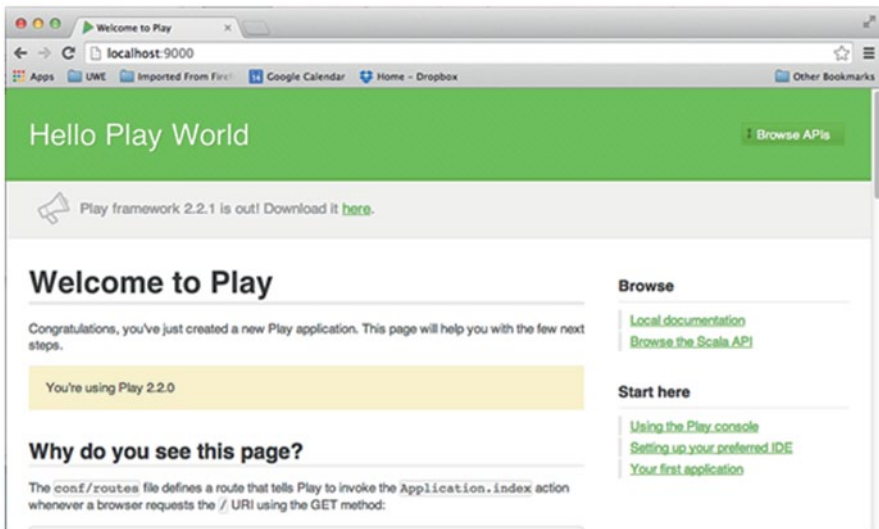 Welcome to Play
localhost:9000
Apps UWE Imported From Firef Google Calendar Home - Dropbox Other Bookmarks
Hello Play World
Browse APIs
Play framework 2.2.1 is out! Download it here.
Welcome to Play
Congratulations, you've just created a new Play application. This page will help you with the few next
steps.
You're using Play 2.2.0
Why do you see this page?
The conf/routes file defines a route that tells Play to invoke the Application.index action
whenever a browser requests the / URI using the GET method:
Browse
Local documentation
Browse the Scala API
Start here
Using the Play console
Setting up your preferred IDE
Your first application